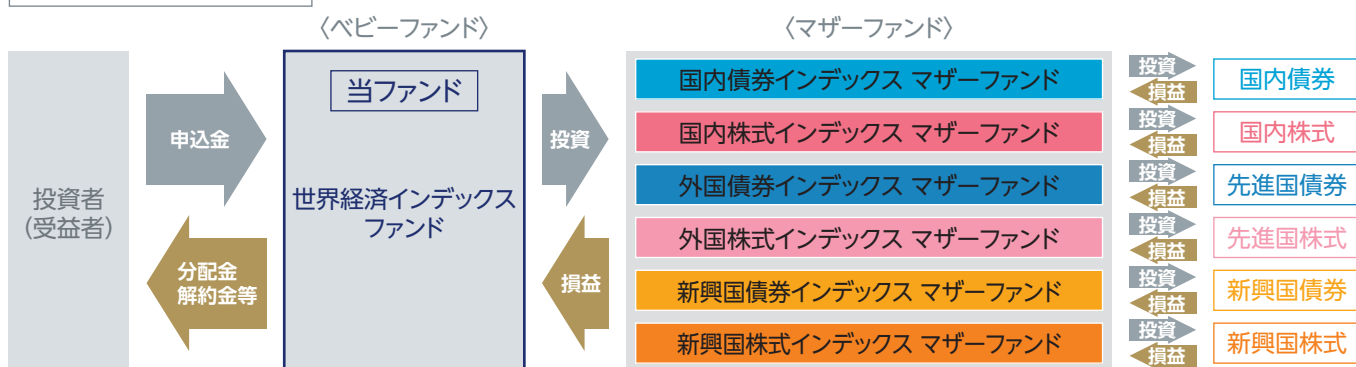 〈ベビーファンド〉
〈マザーファンド〉
投資者
(受益者)
申込金
分配金
解約金等
当ファンド
世界経済インデックス
ファンド
投資
損益
国内債券インデックス マザーファンド
投資
損益
国内債券
国内株式インデックス マザーファンド
投資
損益
国内株式
外国債券インデックス マザーファンド
投資
損益
先進国債券
外国株式インデックス マザーファンド
投資
損益
先進国株式
新興国債券インデックス マザーファンド
投資
損益
新興国債券
新興国株式インデックス マザーファンド
投資
損益
新興国株式